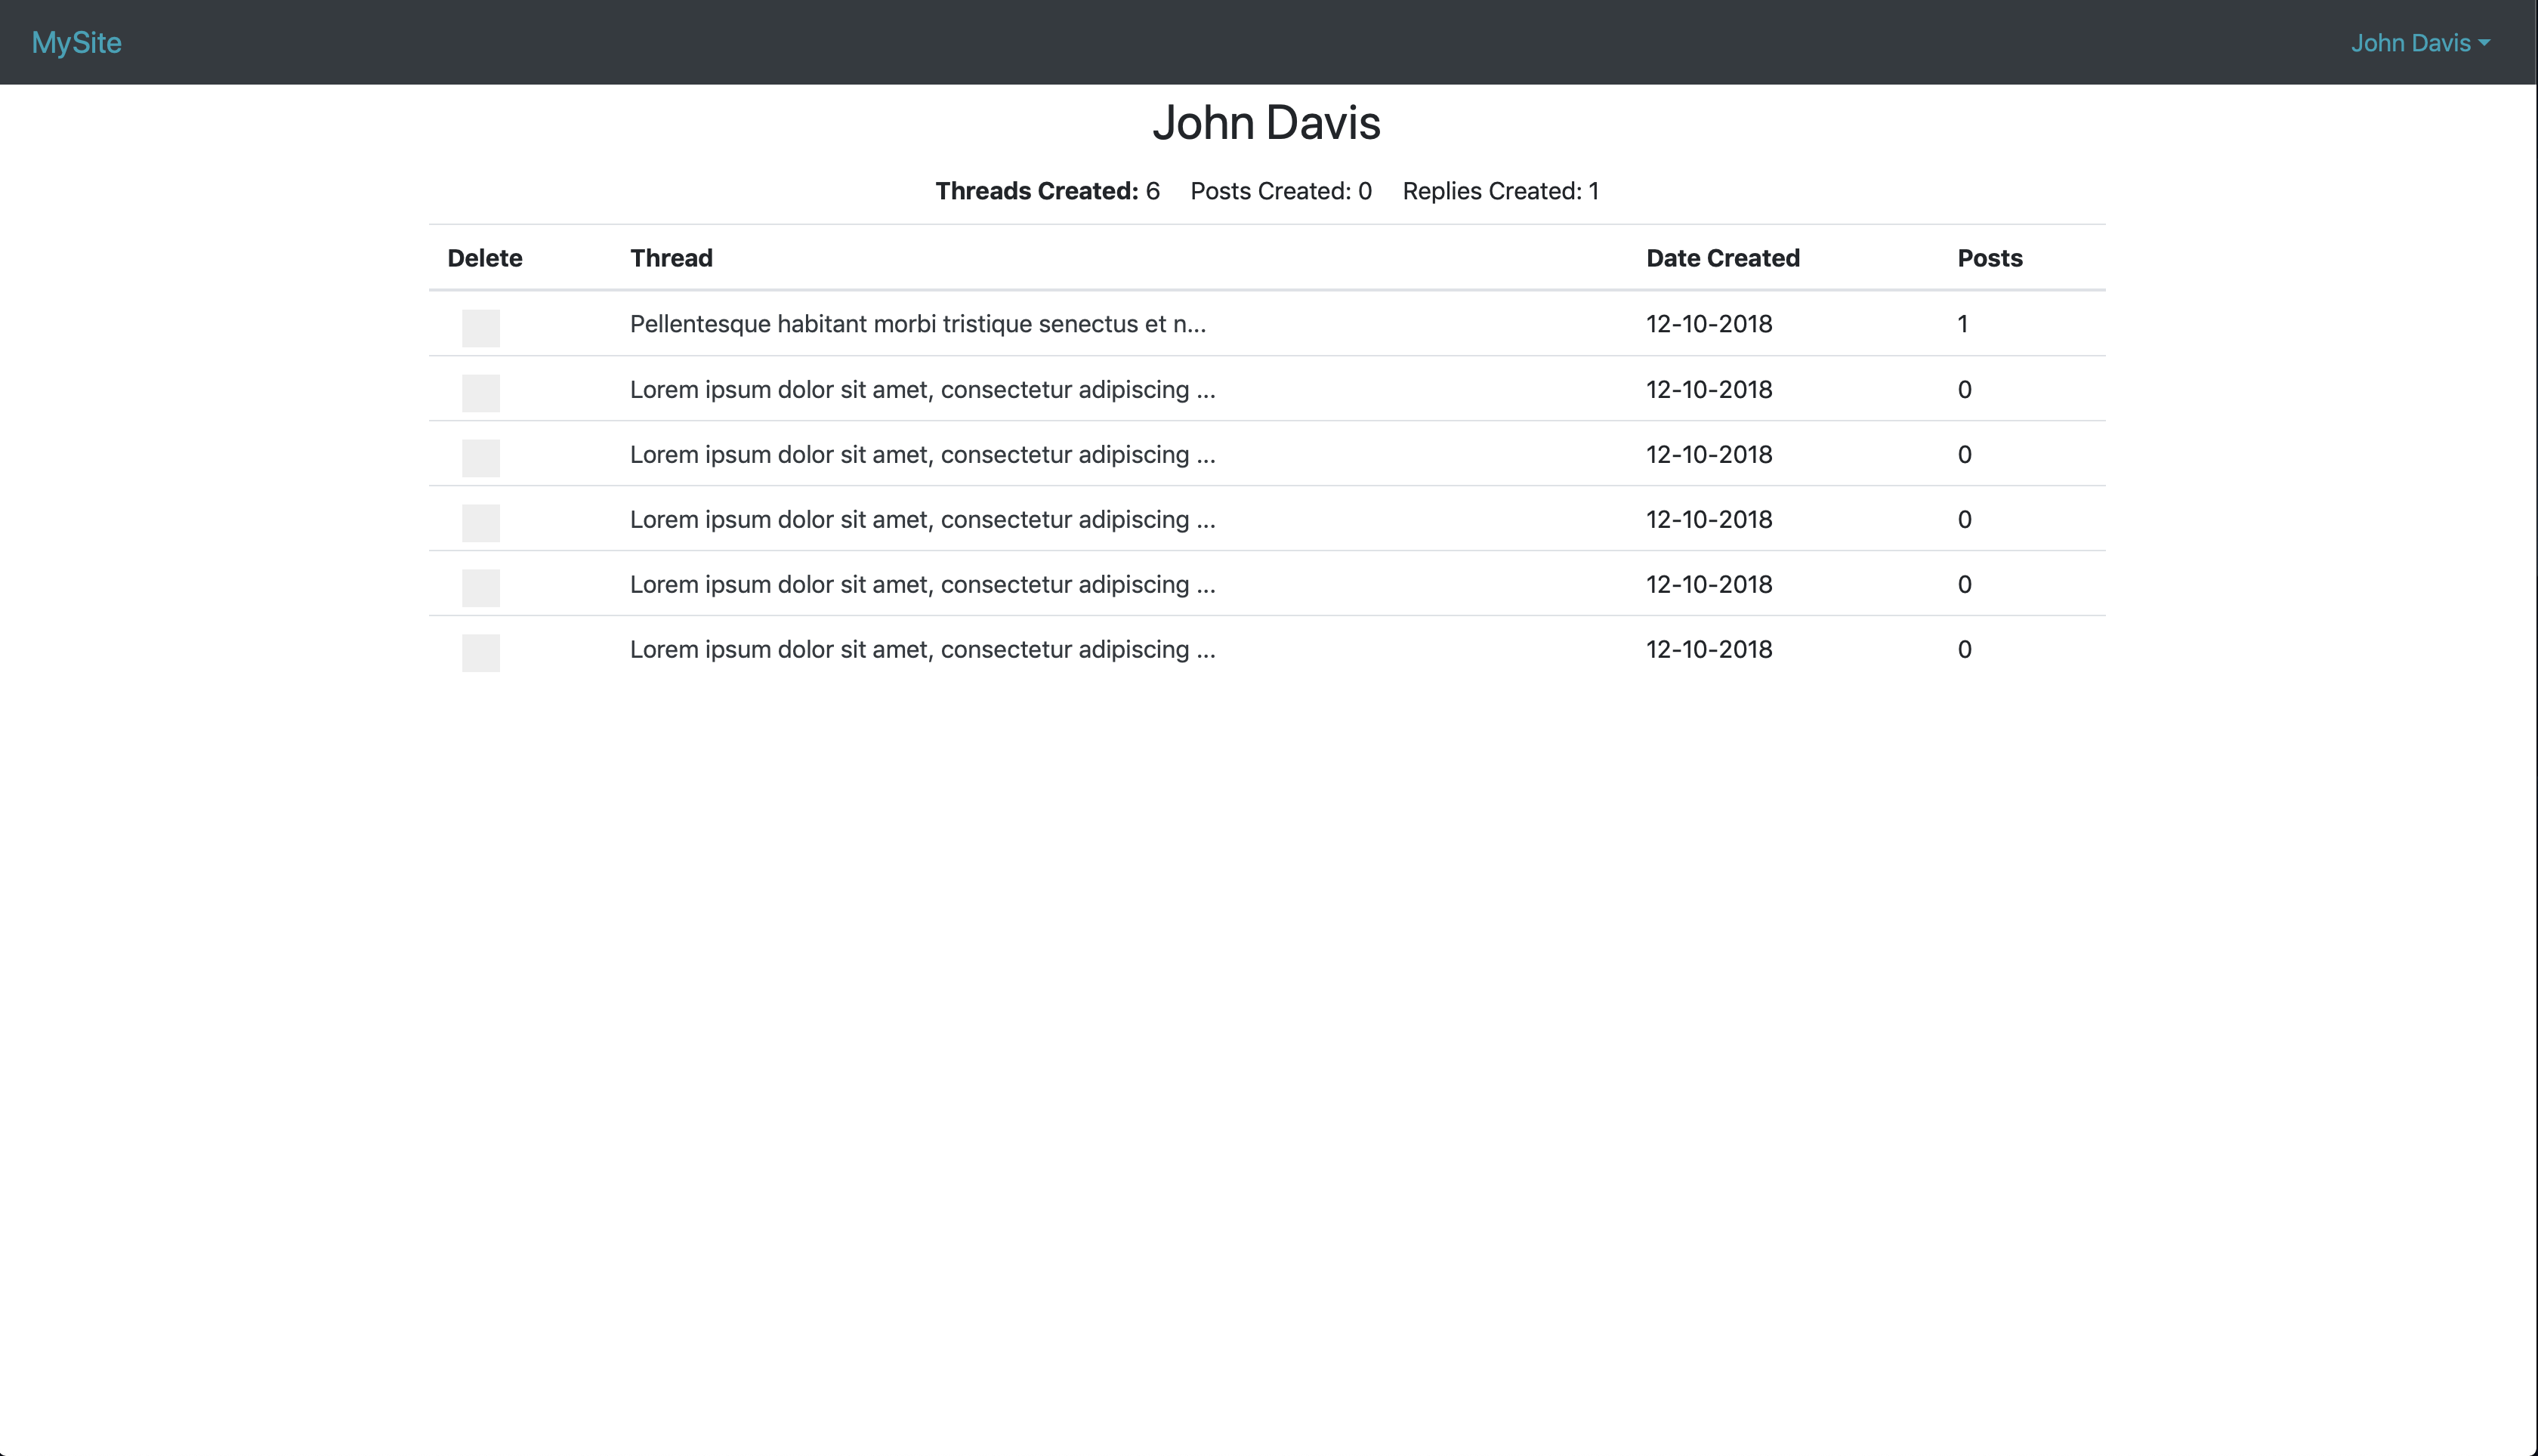 MySite John Davis
John Davis
Threads Created: 6 Posts Created: 0 Replies Created: 1
Delete Thread Date Created Posts
Pellentesque habitant morbi tristique senectus et n... 12-10-2018 1
Lorem ipsum dolor sit amet, consectetur adipiscing ... 12-10-2018 0
Lorem ipsum dolor sit amet, consectetur adipiscing ... 12-10-2018 0
Lorem ipsum dolor sit amet, consectetur adipiscing ... 12-10-2018 0
Lorem ipsum dolor sit amet, consectetur adipiscing ... 12-10-2018 0
Lorem ipsum dolor sit amet, consectetur adipiscing ... 12-10-2018 0